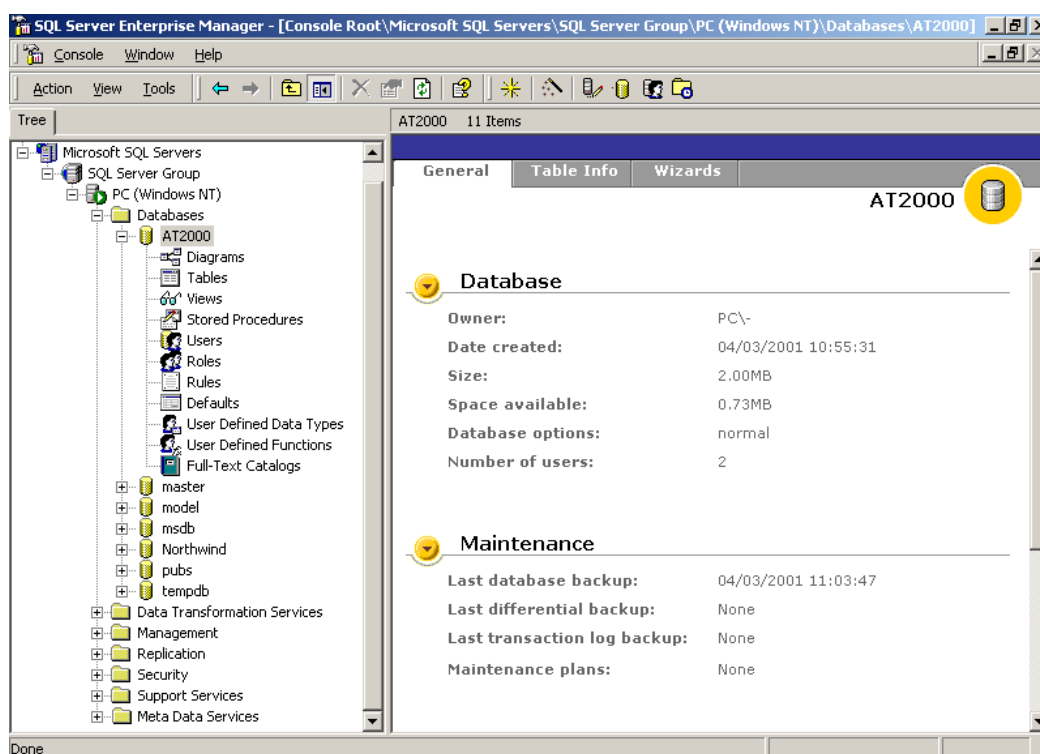 SQL Server Enterprise Manager - [Console Root\Microsoft SQL Servers\SQL Server Group\PC (Windows NT)\Databases\AT2000]
Console Window Help
Action View Tools
Tree
AT2000 11 Items
Microsoft SQL Servers
SQL Server Group
PC (Windows NT)
Databases
AT2000
Diagrams
Tables
Views
Stored Procedures
Users
Roles
Rules
Defaults
User Defined Data Types
User Defined Functions
Full-Text Catalogs
master
model
msdb
Northwind
pubs
tempdb
Data Transformation Services
Management
Replication
Security
Support Services
Meta Data Services
General Table Info Wizards
AT2000
Database
Owner: PC\-
Date created: 04/03/2001 10:55:31
Size: 2.00MB
Space available: 0.73MB
Database options: normal
Number of users: 2
Maintenance
Last database backup: 04/03/2001 11:03:47
Last differential backup: None
Last transaction log backup: None
Maintenance plans: None
Done